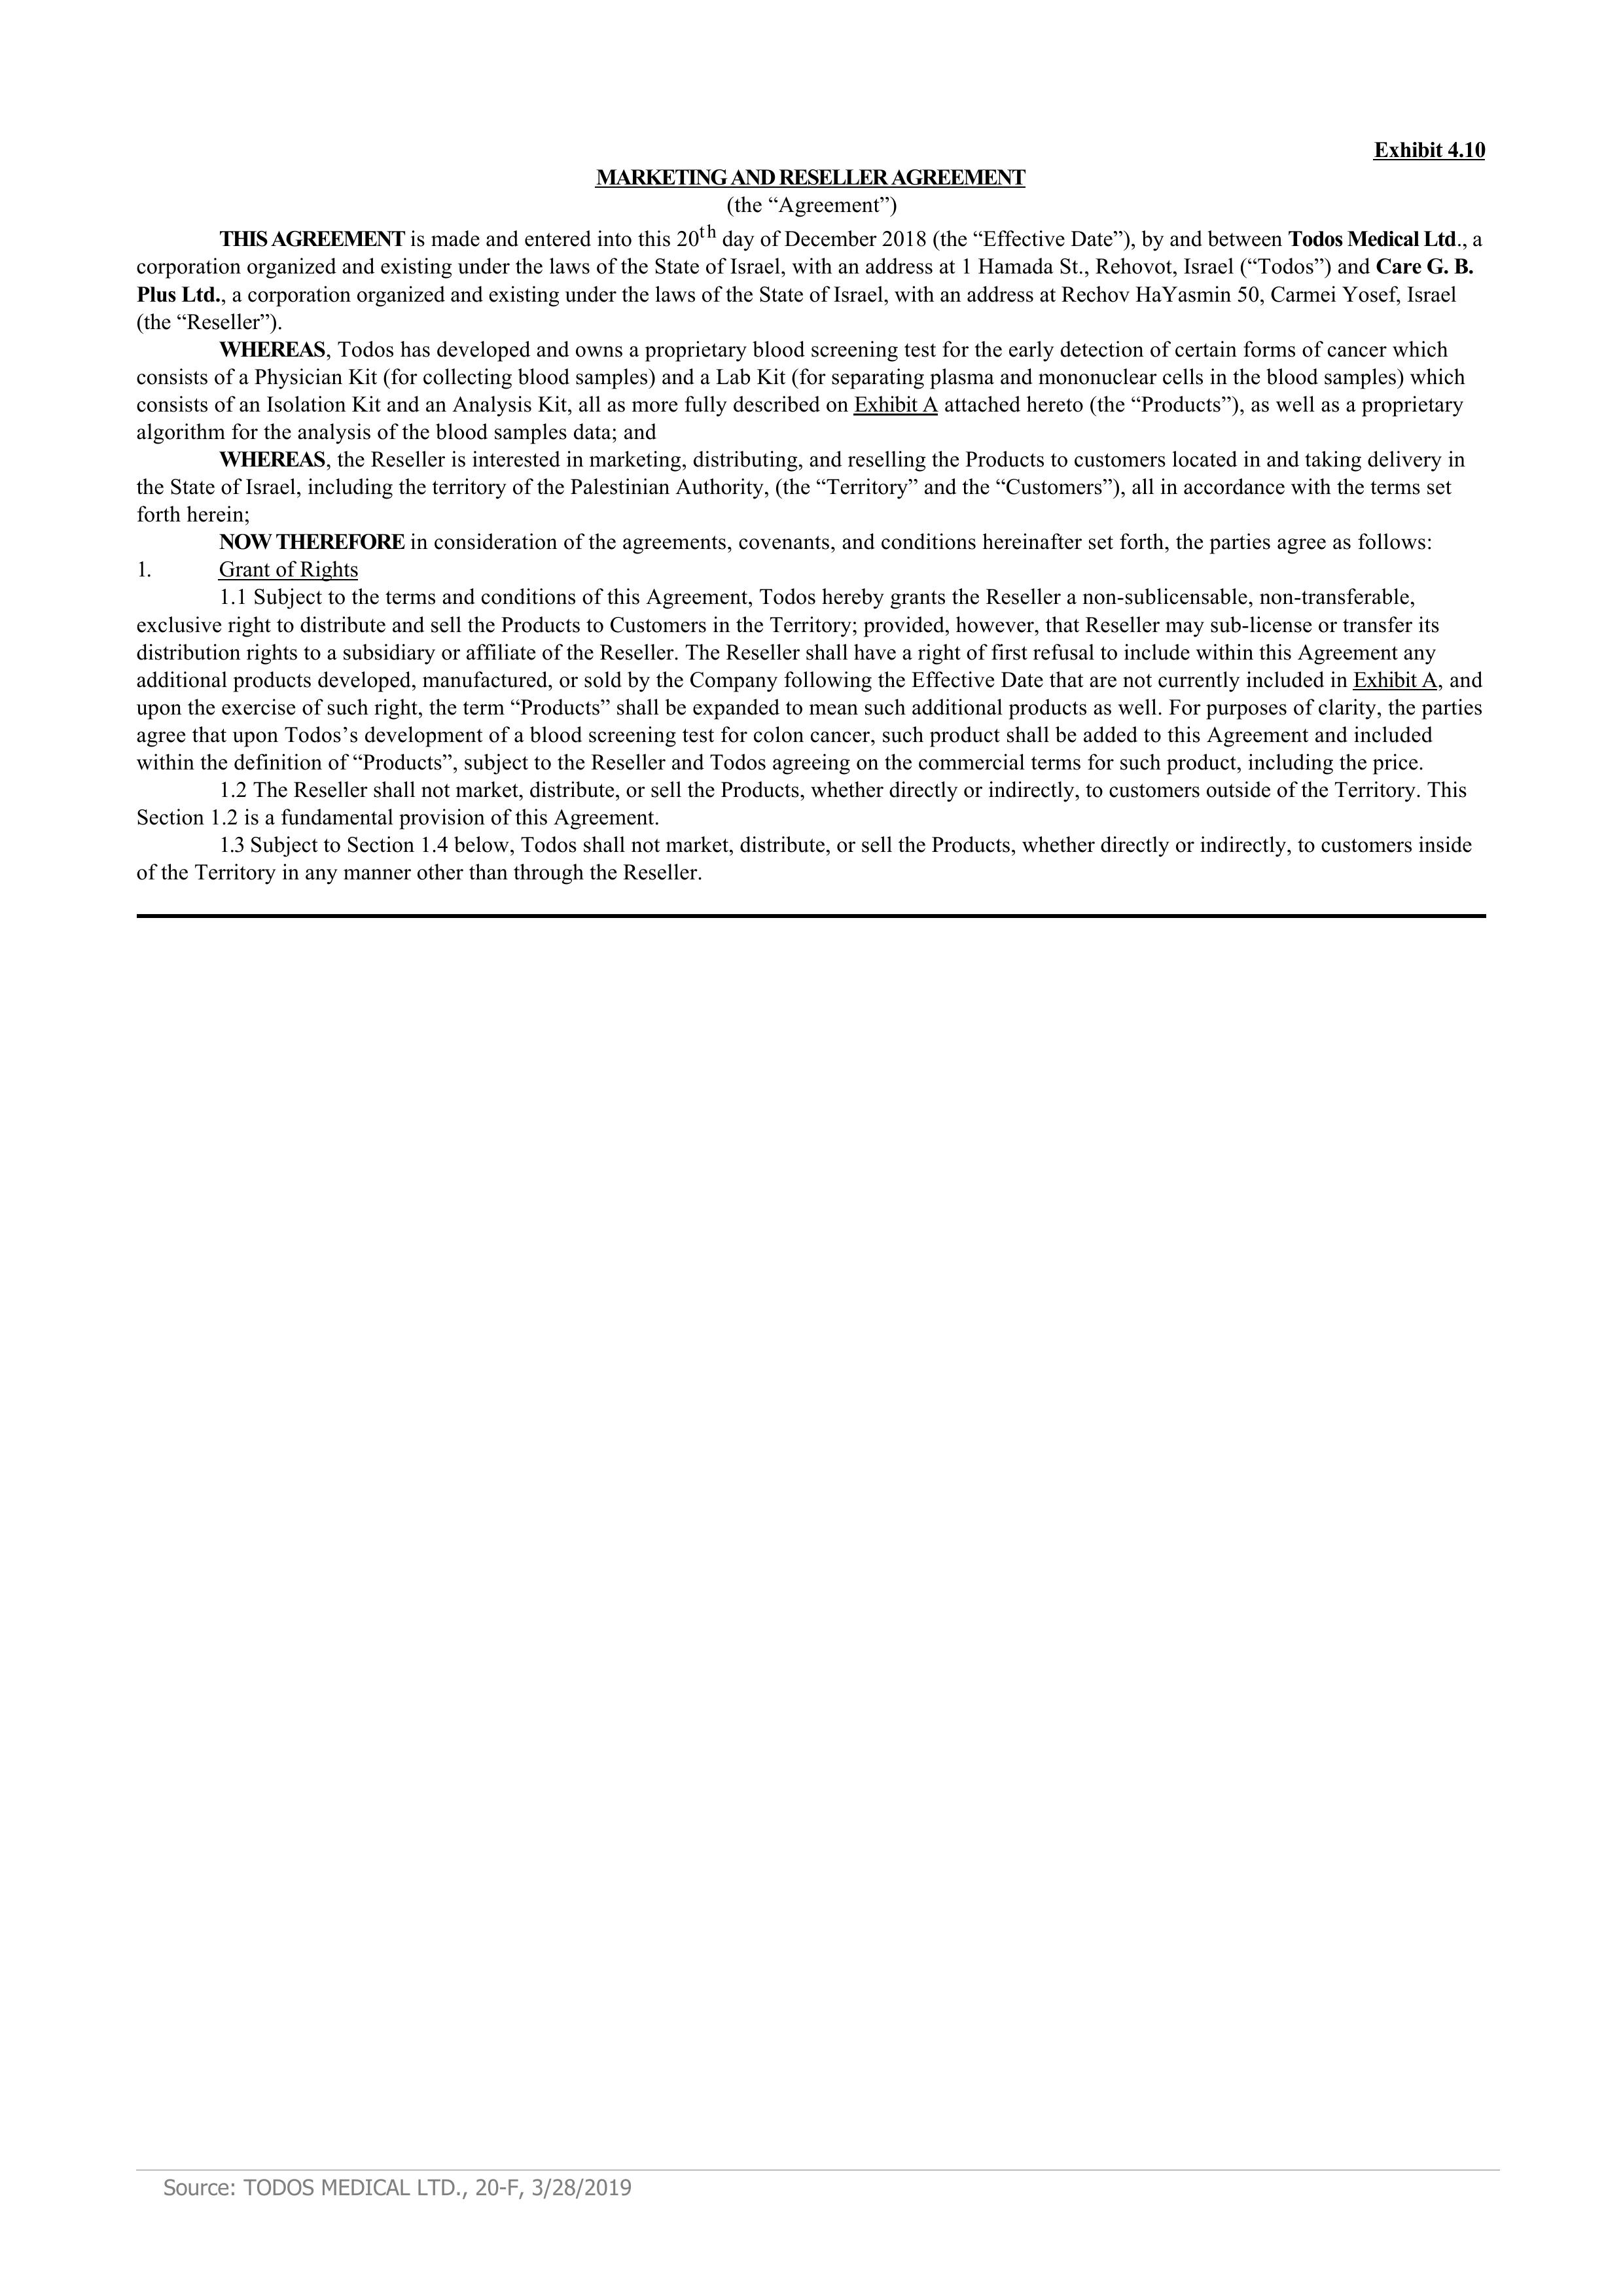 Exhibit 4.10
MARKETING AND RESELLER AGREEMENT
(the “Agreement”)
THIS AGREEMENT is made and entered into this 20th day of December 2018 (the “Effective Date”), by and between Todos Medical Ltd., a
corporation organized and existing under the laws of the State of Israel, with an address at 1 Hamada St., Rehovot, Israel (“Todos”) and Care G. B.
Plus Ltd., a corporation organized and existing under the laws of the State of Israel, with an address at Rechov HaYasmin 50, Carmei Yosef, Israel
(the “Reseller”).
WHEREAS, Todos has developed and owns a proprietary blood screening test for the early detection of certain forms of cancer which
consists of a Physician Kit (for collecting blood samples) and a Lab Kit (for separating plasma and mononuclear cells in the blood samples) which
consists of an Isolation Kit and an Analysis Kit, all as more fully described on Exhibit A attached hereto (the “Products”), as well as a proprietary
algorithm for the analysis of the blood samples data; and
WHEREAS, the Reseller is interested in marketing, distributing, and reselling the Products to customers located in and taking delivery in
the State of Israel, including the territory of the Palestinian Authority, (the “Territory” and the “Customers”), all in accordance with the terms set
forth herein;
NOW THEREFORE in consideration of the agreements, covenants, and conditions hereinafter set forth, the parties agree as follows:
1. Grant of Rights
1.1 Subject to the terms and conditions of this Agreement, Todos hereby grants the Reseller a non-sublicensable, non-transferable,
exclusive right to distribute and sell the Products to Customers in the Territory; provided, however, that Reseller may sub-license or transfer its
distribution rights to a subsidiary or affiliate of the Reseller. The Reseller shall have a right of first refusal to include within this Agreement any
additional products developed, manufactured, or sold by the Company following the Effective Date that are not currently included in Exhibit A, and
upon the exercise of such right, the term “Products” shall be expanded to mean such additional products as well. For purposes of clarity, the parties
agree that upon Todos’s development of a blood screening test for colon cancer, such product shall be added to this Agreement and included
within the definition of “Products”, subject to the Reseller and Todos agreeing on the commercial terms for such product, including the price.
1.2 The Reseller shall not market, distribute, or sell the Products, whether directly or indirectly, to customers outside of the Territory. This
Section 1.2 is a fundamental provision of this Agreement.
1.3 Subject to Section 1.4 below, Todos shall not market, distribute, or sell the Products, whether directly or indirectly, to customers inside
of the Territory in any manner other than through the Reseller.
Source: TODOS MEDICAL LTD., 20-F, 3/28/2019